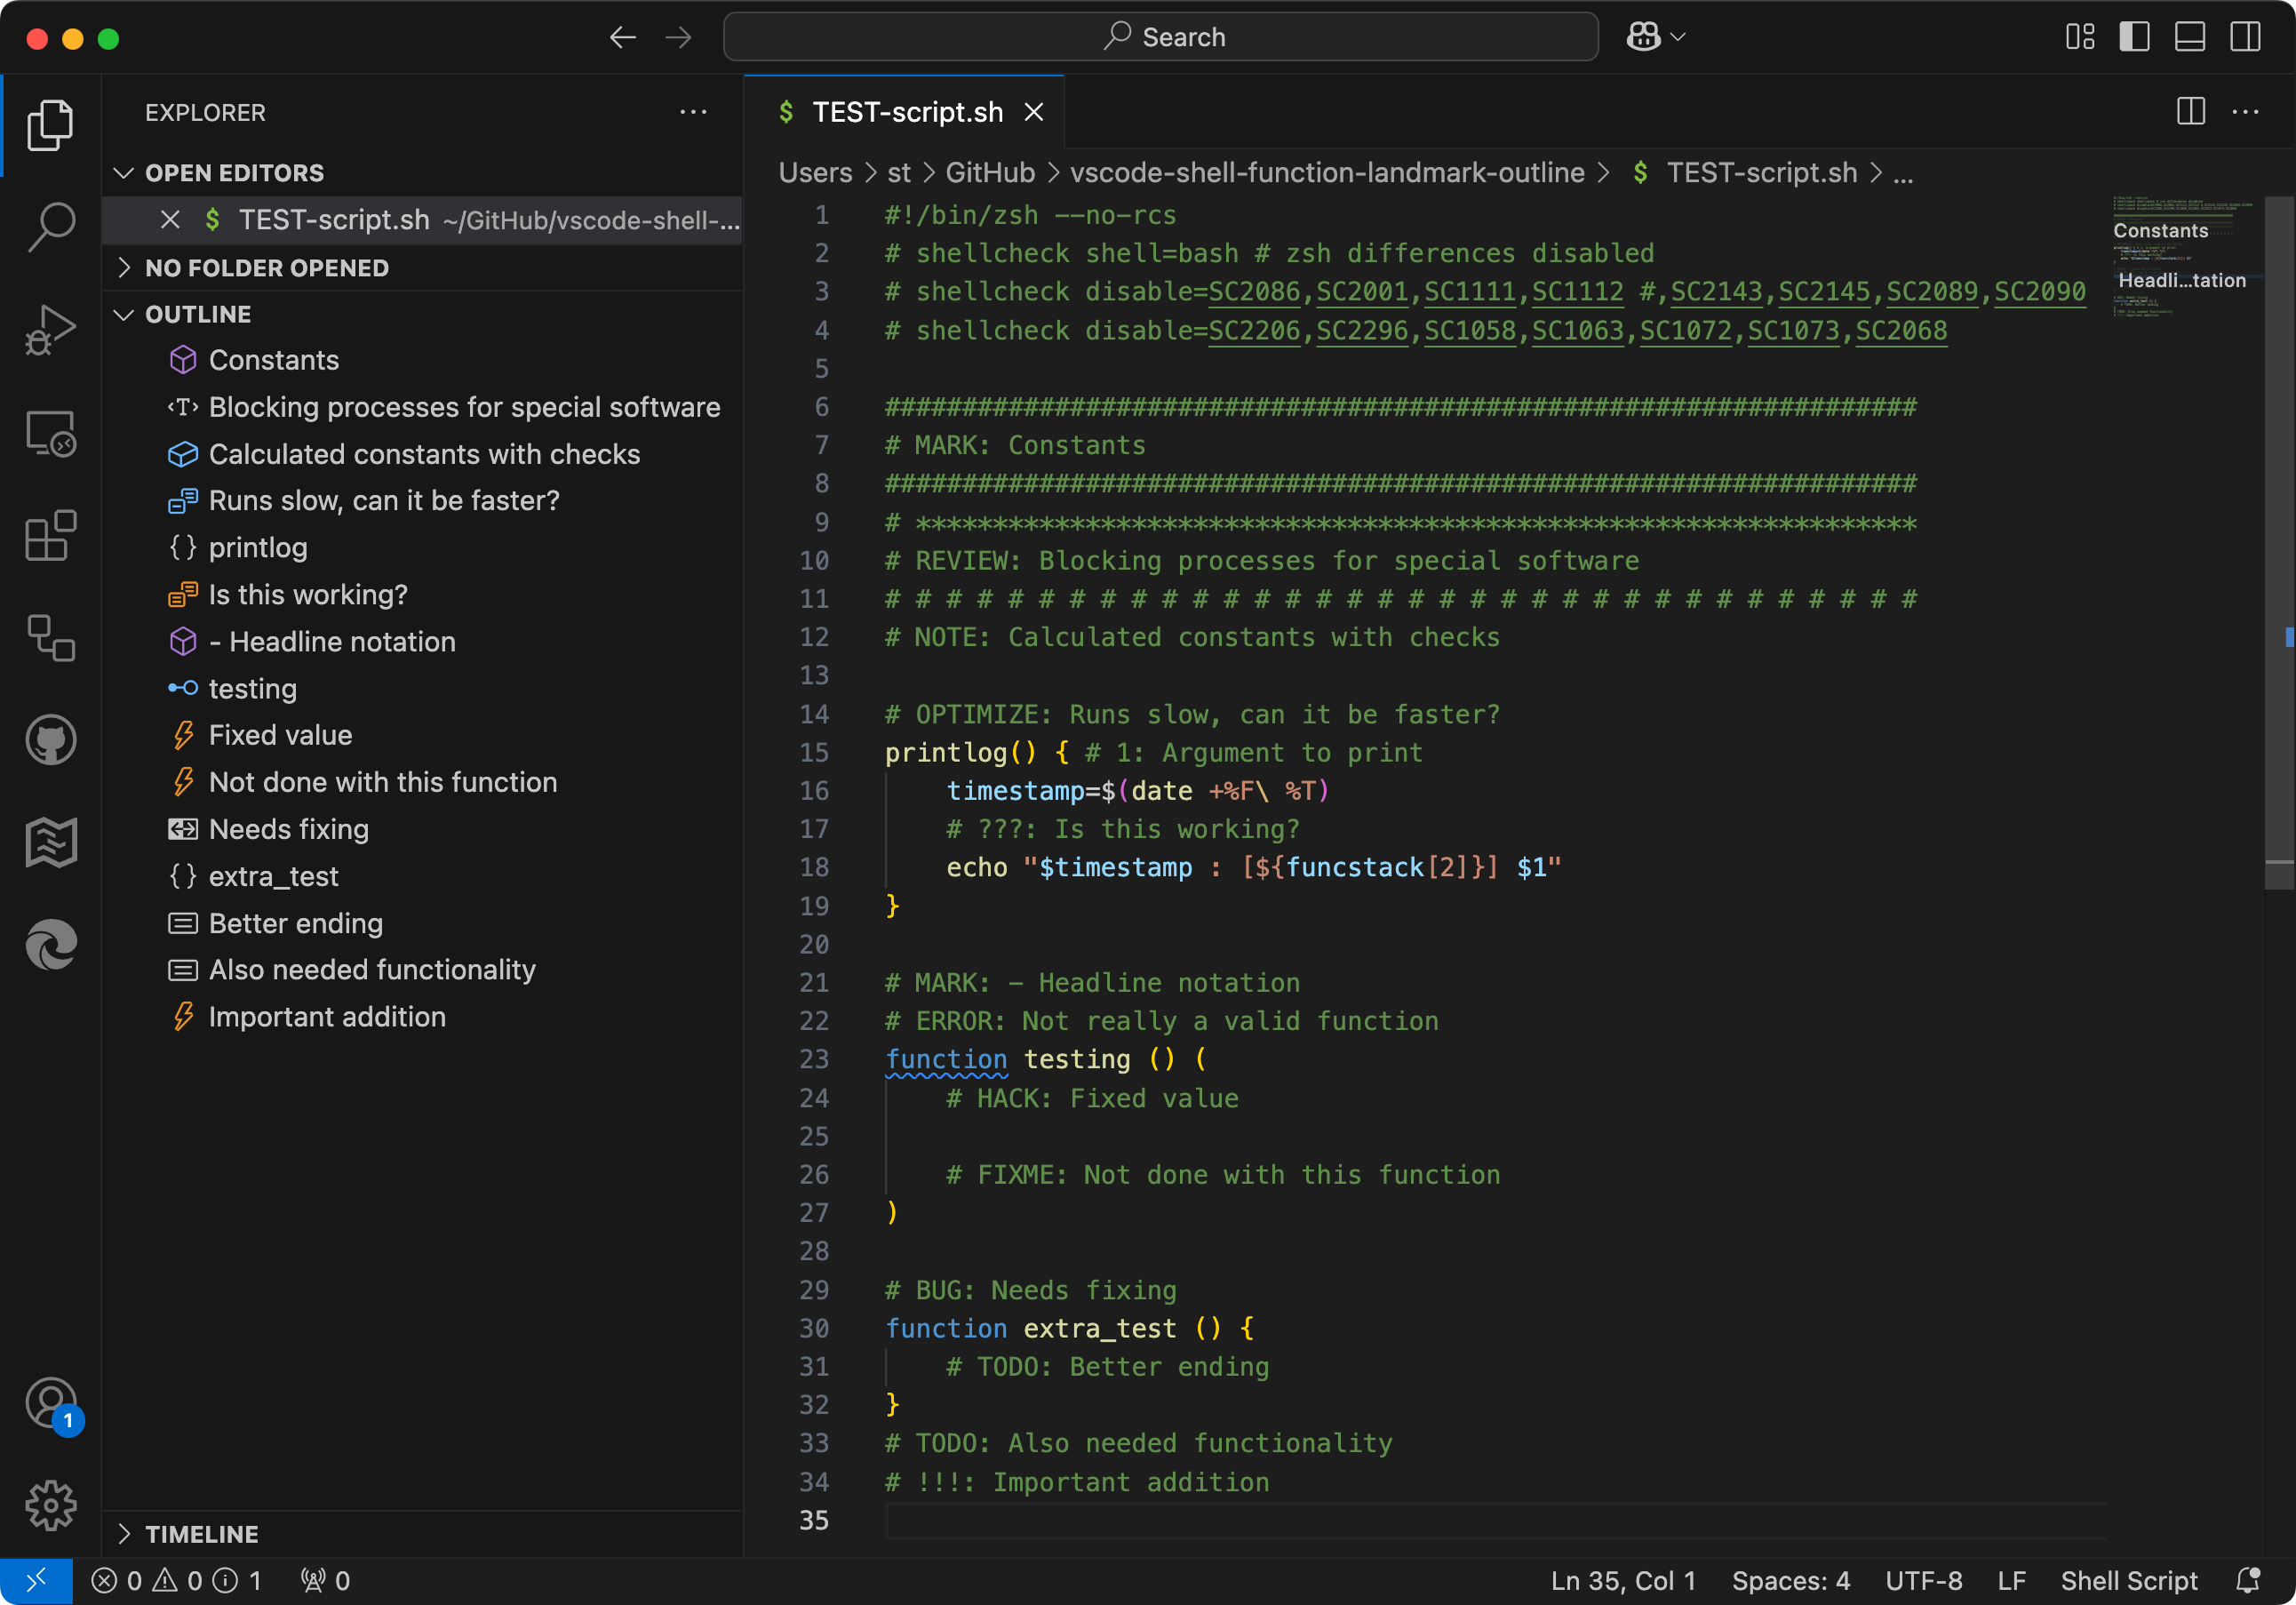 Search
EXPLORER
OPEN EDITORS
$ TEST-script.sh ~/GitHub/vscode-shell-...
NO FOLDER OPENED
OUTLINE
Constants
Blocking processes for special software
Calculated constants with checks
Runs slow, can it be faster?
printlog
Is this working?
- Headline notation
testing
Fixed value
Not done with this function
Needs fixing
extra_test
Better ending
Also needed functionality
Important addition
TIMELINE
1
$ TEST-script.sh
Users > st > GitHub > vscode-shell-function-landmark-outline > $ TEST-script.sh > ...
1 #!/bin/zsh --no-rcs
2 # shellcheck shell=bash # zsh differences disabled
3 # shellcheck disable=SC2086,SC2001,SC1111,SC1112 #,SC2143,SC2145,SC2089,SC2090
4 # shellcheck disable=SC2206,SC2296,SC1058,SC1063,SC1072,SC1073,SC2068
5
6 ###################################################################
7 # MARK: Constants
8 ###################################################################
9 # *****************************************************************
10 # REVIEW: Blocking processes for special software
11 # # # # # # # # # # # # # # # # # # # # # # # # # # # # # # # # # #
12 # NOTE: Calculated constants with checks
13
14 # OPTIMIZE: Runs slow, can it be faster?
15 printlog() { # 1: Argument to print
16 timestamp=$(date +%F\ %T)
17 # ???: Is this working?
18 echo "$timestamp : [${funcstack[2]}] $1"
19 }
20
21 # MARK: - Headline notation
22 # ERROR: Not really a valid function
23 function testing () (
24 # HACK: Fixed value
25
26 # FIXME: Not done with this function
27 )
28
29 # BUG: Needs fixing
30 function extra_test () {
31 # TODO: Better ending
32 }
33 # TODO: Also needed functionality
34 # !!!: Important addition
35
Constants
Headli...tation
0 0 1 0
Ln 35, Col 1 Spaces: 4 UTF-8 LF Shell Script